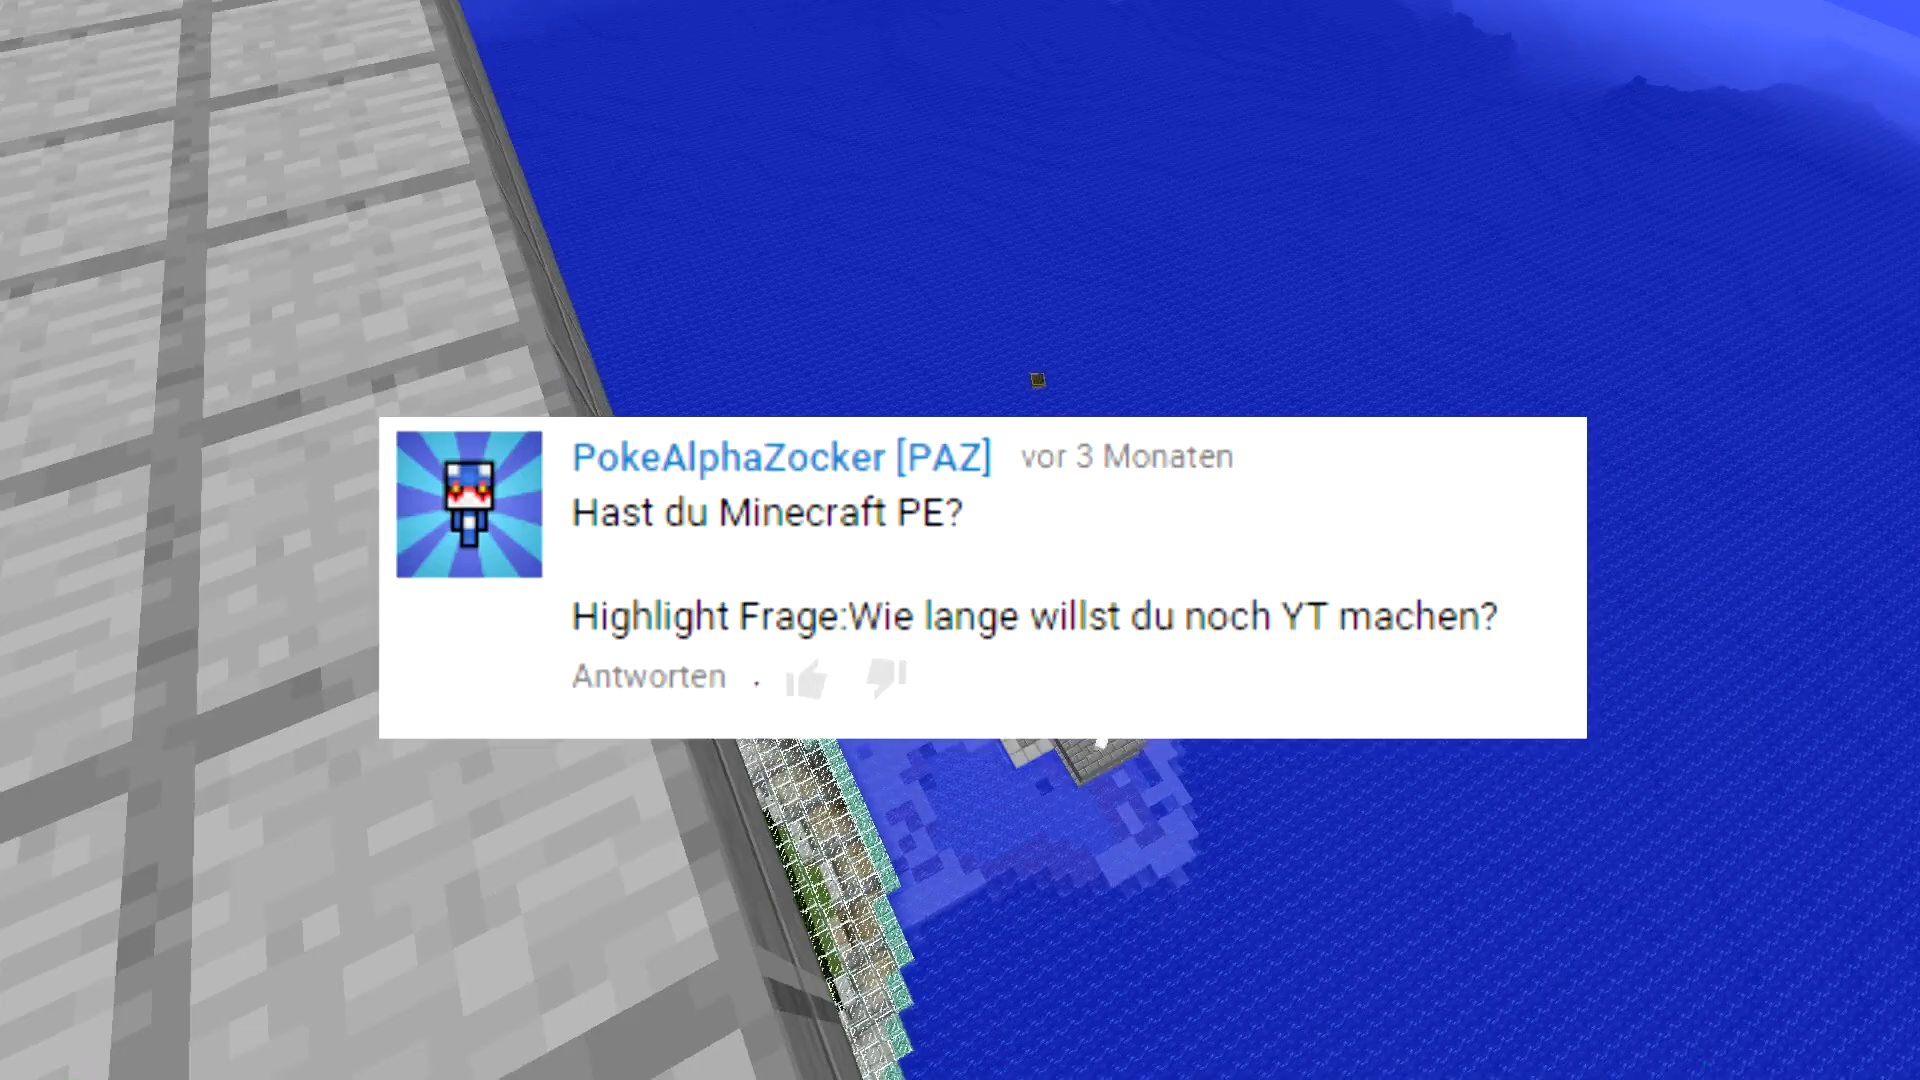 PokeAlphaZocker [PAZ] vor 3 Monaten
Hast du Minecraft PE?
Highlight Frage:Wie lange willst du noch YT machen?
Antworten .